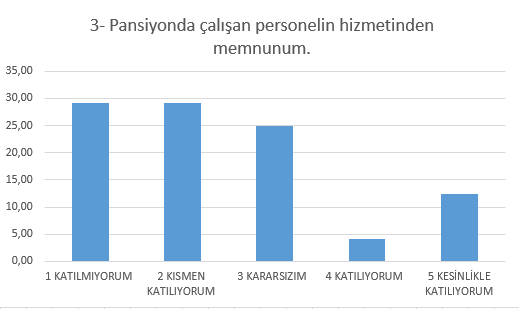 3- Pansiyonda çalışan personelin hizmetinden
memnunum.
35,00
30,00
25,00
20,00
15,00
10,00
5,00
0,00
1 KATILMIYORUM
2 KISMEN
KATILIYORUM
3 KARARSIZIM
4 KATILIYORUM
5 KESİNLİKLE
KATILIYORUM